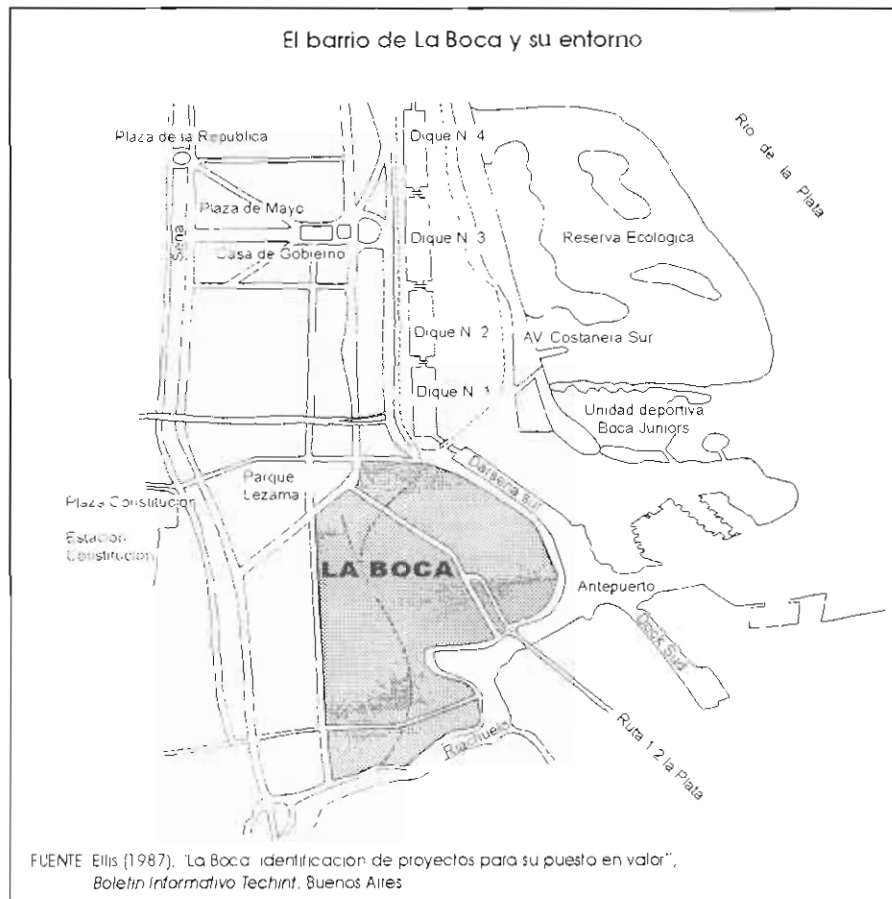 El barrio de La Boca y su entorno
Plaza de la Republica
Dique N 4
Rio de la Plata
Plaza de Mayo
Dique N 3
Reserva Ecologica
Casa de Gobierno
Dique N 2
AV Costanera Sur
Dique N 1
Unidad deportiva
Boca Juniors
Parque
Lezama
Darsena sur
Plaza Constitucion
Estacion
Constitucion
LA BOCA
Antepuerto
Dock Sud
Riachuelo
Ruta 1 2 la Plata
FUENTE Ellis (1987). "La Boca identificacion de proyectos para su puesto en valor",
Boletin Informativo Techint. Buenos Aires